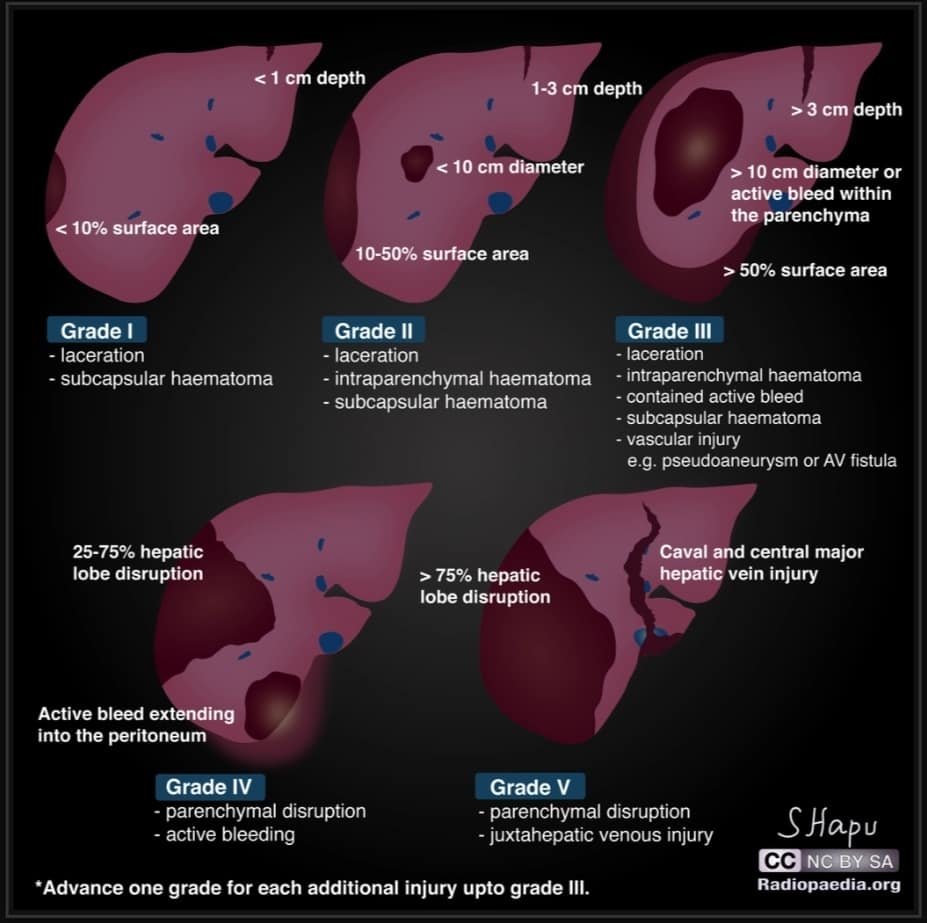 < 1 cm depth
< 10% surface area
Grade I
- laceration
- subcapsular haematoma
1-3 cm depth
< 10 cm diameter
10-50% surface area
Grade II
- laceration
- intraparenchymal haematoma
- subcapsular haematoma
> 3 cm depth
> 10 cm diameter or
active bleed within
the parenchyma
> 50% surface area
Grade III
- laceration
- intraparenchymal haematoma
- contained active bleed
- subcapsular haematoma
- vascular injury
e.g. pseudoaneurysm or AV fistula
25-75% hepatic
lobe disruption
Active bleed extending
into the peritoneum
Grade IV
- parenchymal disruption
- active bleeding
> 75% hepatic
lobe disruption
Caval and central major
hepatic vein injury
Grade V
- parenchymal disruption
- juxtahepatic venous injury
SHapu
CC NC BY SA
Radiopaedia.org
*Advance one grade for each additional injury upto grade III.